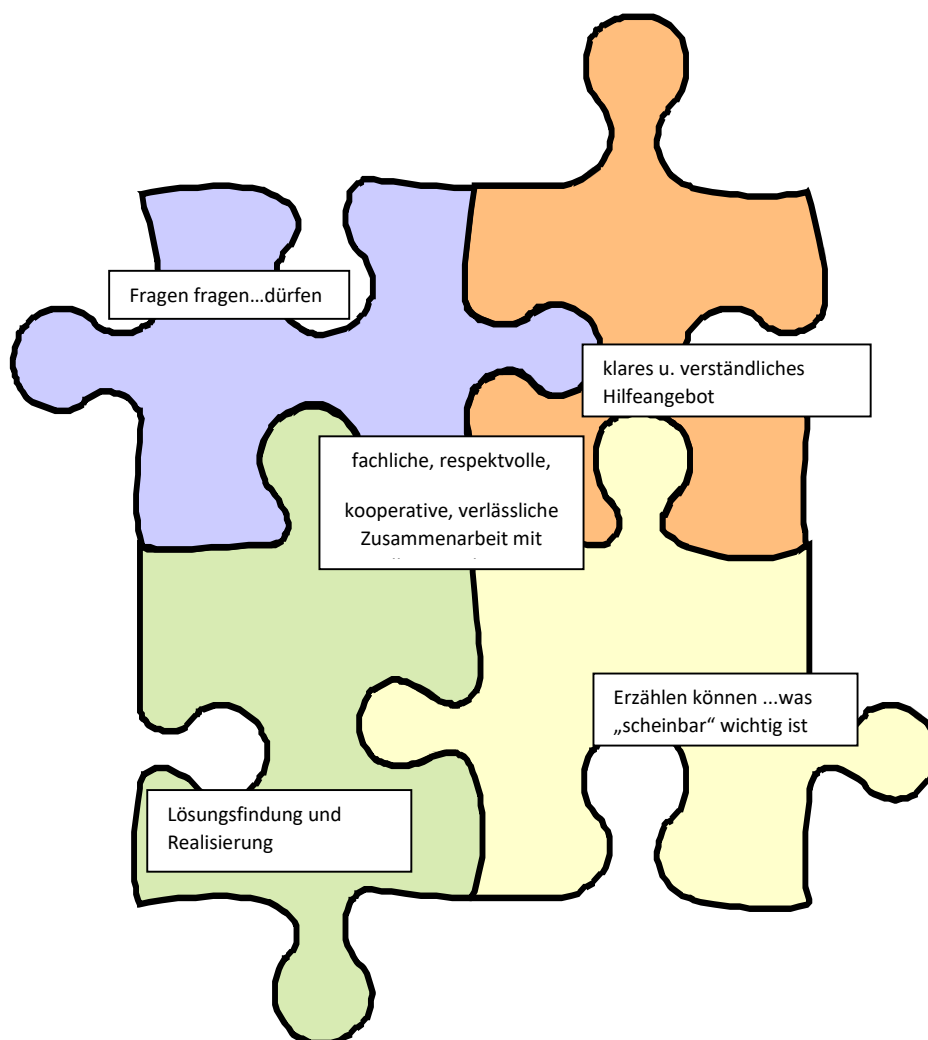 Fragen fragen...dürfen
klares u. verständliches
Hilfeangebot
fachliche, respektvolle,
kooperative, verlässliche
Zusammenarbeit mit
Erzählen können ...was
„scheinbar“ wichtig ist
Lösungsfindung und
Realisierung